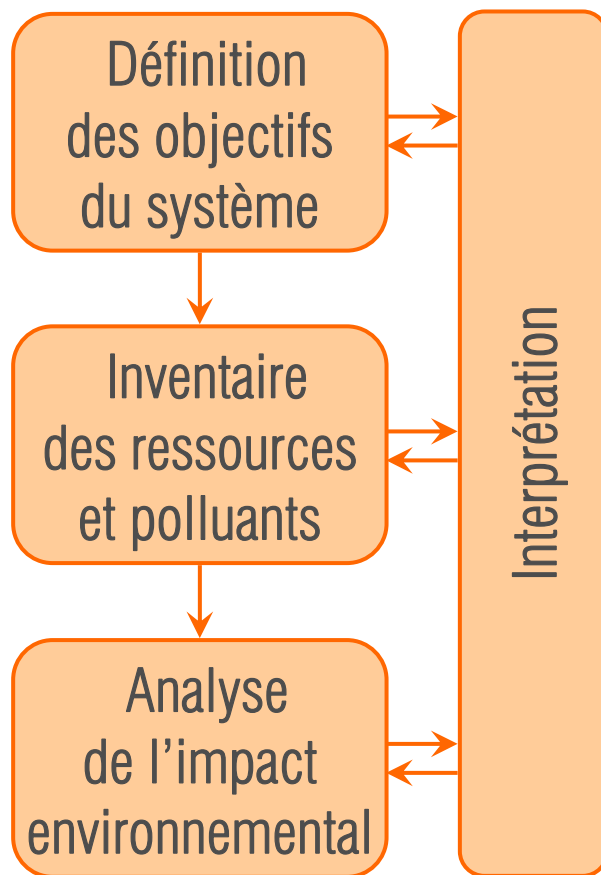 Définition
des objectifs
du système
Inventaire
des ressources
et polluants
Analyse
de l'impact
environnemental
Interprétation